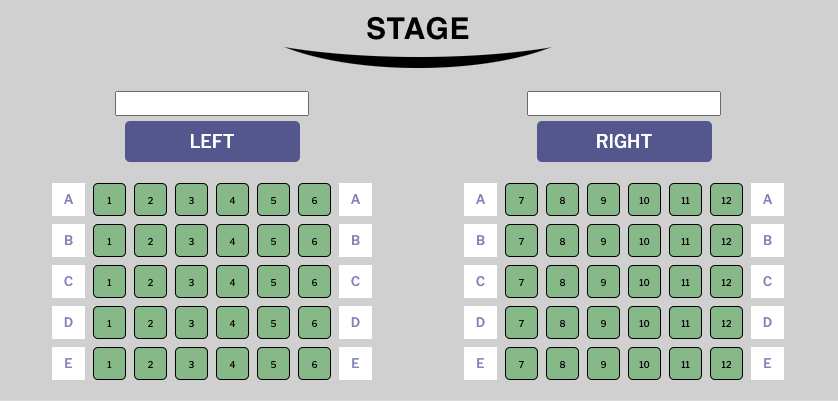 STAGE
LEFT RIGHT
A 1 2 3 4 5 6 A A 7 8 9 10 11 12 A
B 1 2 3 4 5 6 B B 7 8 9 10 11 12 B
C 1 2 3 4 5 6 C C 7 8 9 10 11 12 C
D 1 2 3 4 5 6 D D 7 8 9 10 11 12 D
E 1 2 3 4 5 6 E E 7 8 9 10 11 12 E